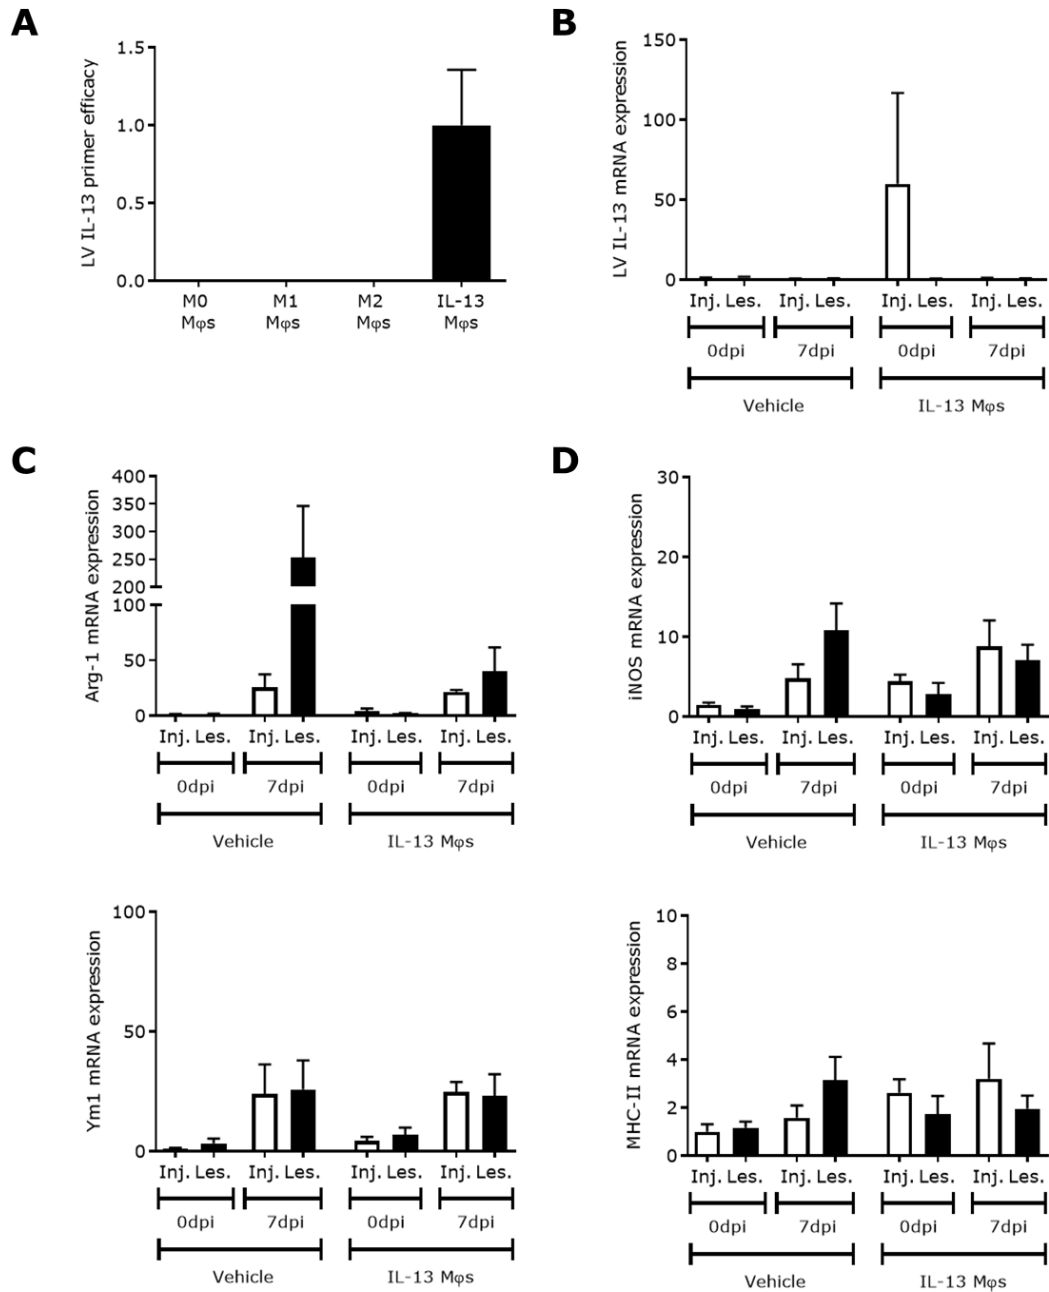 A
LV IL-13 primer efficacy
1.5
1.0
0.5
0.0
M0 M1 M2 IL-13
Mφs Mφs Mφs Mφs
B
LV IL-13 mRNA expression
150
100
50
0
Inj. Les. Inj. Les. Inj. Les. Inj. Les.
0dpi 7dpi 0dpi 7dpi
Vehicle IL-13 Mφs
C
Arg-1 mRNA expression
400
350
300
250
200
100
50
0
Inj. Les. Inj. Les. Inj. Les. Inj. Les.
0dpi 7dpi 0dpi 7dpi
Vehicle IL-13 Mφs
D
iNOS mRNA expression
30
20
10
0
Inj. Les. Inj. Les. Inj. Les. Inj. Les.
0dpi 7dpi 0dpi 7dpi
Vehicle IL-13 Mφs
Ym1 mRNA expression
100
50
0
Inj. Les. Inj. Les. Inj. Les. Inj. Les.
0dpi 7dpi 0dpi 7dpi
Vehicle IL-13 Mφs
MHC-II mRNA expression
10
8
6
4
2
0
Inj. Les. Inj. Les. Inj. Les. Inj. Les.
0dpi 7dpi 0dpi 7dpi
Vehicle IL-13 Mφs